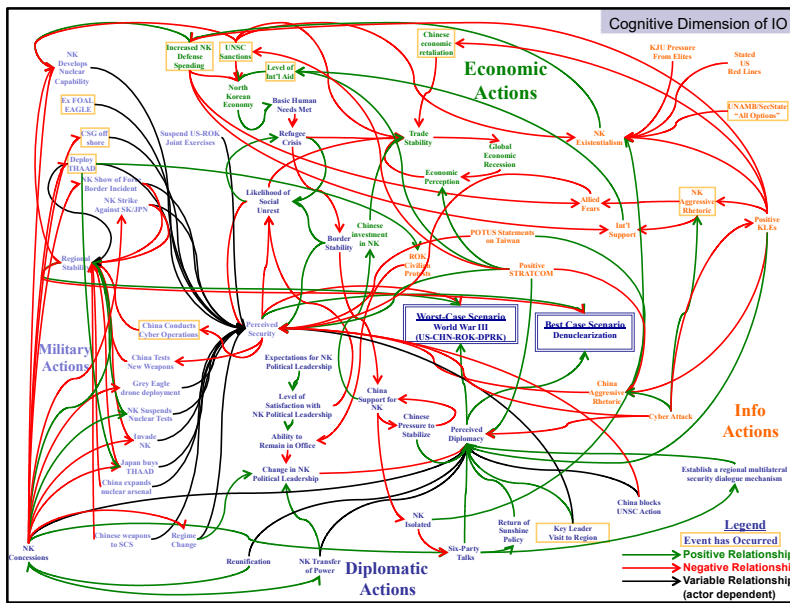 Cognitive Dimension of IO
NK
Develops
Nuclear
Capability
Increased NK
Defense
Spending
UNSC
Sanctions
Level of
Int'l Aid
Chinese
economic
retaliation
Economic
Actions
KJU Pressure
From Elites
Stated
US
Red Lines
Ex FOAL
EAGLE
North
Korean
Economy
Basic Human
Needs Met
UNAMB/SecState
"All Options"
CSG off
shore
Suspend US-ROK
Joint Exercises
Refugee
Crisis
Trade
Stability
Global
Economic
Recession
NK
Existentialism
Deploy
THAAD
NK Show of Force
Border Incident
NK Strike
Against SK/JPN
Likelihood of
Social
Unrest
Economic
Perception
Allied
Fears
NK
Aggressive
Rhetoric
Chinese
investment
in NK
Int'l
Support
Positive
KLEs
Regional
Stability
Border
Stability
POTUS Statements
on Taiwan
ROK
Civilian
Protests
Positive
STRATCOM
China Conducts
Cyber Operations
Perceived
Security
Worst-Case Scenario
World War III
(US-CHN-ROK-DPRK)
Best Case Scenario
Denuclearization
Military
Actions
China Tests
New Weapons
Expectations for NK
Political Leadership
Grey Eagle
drone deployment
Level of
Satisfaction with
NK Political Leadership
China
Support for
NK
China
Aggressive
Rhetoric
Info
Actions
NK Suspends
Nuclear Tests
Chinese
Pressure to
Stabilize
Cyber Attack
Invade
NK
Ability to
Remain in Office
Perceived
Diplomacy
Japan buys
THAAD
Change in NK
Political Leadership
Establish a regional multilateral
security dialogue mechanism
China expands
nuclear arsenal
China blocks
UNSC Action
NK
Isolated
Return of
Sunshine
Policy
Key Leader
Visit to Region
Chinese weapons
to SCS
Regime
Change
NK
Concessions
Reunification
NK Transfer
of Power
Diplomatic
Actions
Six-Party
Talks
Legend
Event has Occurred
Positive Relationship
Negative Relationship
Variable Relationship
(actor dependent)